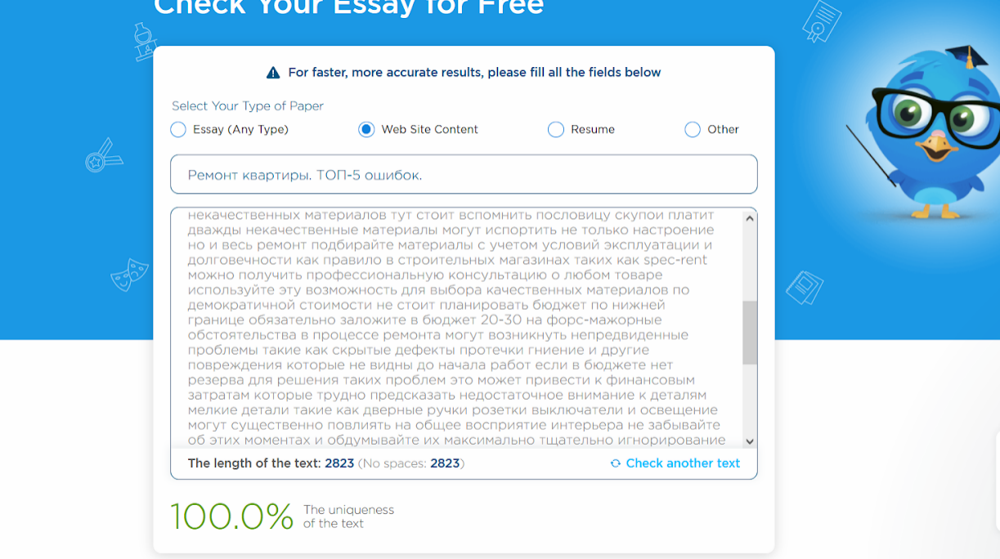 Check Your Essay for Free
For faster, more accurate results, please fill all the fields below
Select Your Type of Paper
Essay (Any Type) Web Site Content Resume Other
Ремонт квартиры. ТОП-5 ошибок.
некачественных материалов тут стоит вспомнить пословицу скупой платит
дважды некачественные материалы могут испортить не только настроение
но и весь ремонт подбирайте материалы с учетом условий эксплуатации и
долговечности как правило в строительных магазинах таких как spec-rent
можно получить профессиональную консультацию о любом товаре
используйте эту возможность для выбора качественных материалов по
демократичной стоимости не стоит планировать бюджет по нижней
границе обязательно заложите в бюджет 20-30 на форс-мажорные
обстоятельства в процессе ремонта могут возникнуть непредвиденные
проблемы такие как скрытые дефекты протечки гниение и другие
повреждения которые не видны до начала работ если в бюджете нет
резерва для решения таких проблем это может привести к финансовым
затратам которые трудно предсказать недостаточное внимание к деталям
мелкие детали такие как дверные ручки розетки выключатели и освещение
могут существенно повлиять на общее восприятие интерьера не забывайте
об этих моментах и обдумывайте их максимально тщательно игнорирование
The length of the text: 2823 (No spaces: 2823)
Check another text
100.0% The uniqueness
of the text